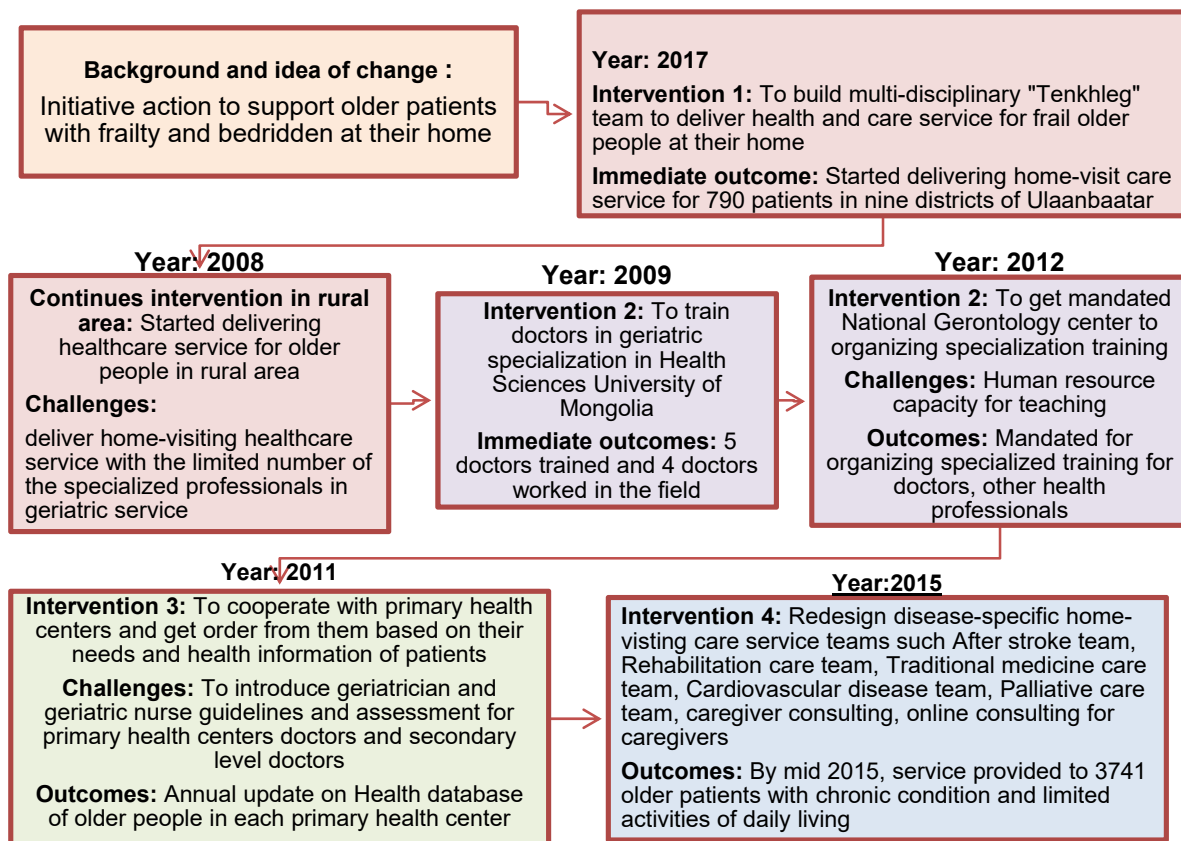 Background and idea of change :
Initiative action to support older patients
with frailty and bedridden at their home
Year: 2017
Intervention 1: To build multi-disciplinary "Tenkhleg"
team to deliver health and care service for frail older
people at their home
Immediate outcome: Started delivering home-visit care
service for 790 patients in nine districts of Ulaanbaatar
Year: 2008
Continues intervention in rural
area: Started delivering
healthcare service for older
people in rural area
Challenges:
deliver home-visiting healthcare
service with the limited number of
the specialized professionals in
geriatric service
Year: 2009
Intervention 2: To train
doctors in geriatric
specialization in Health
Sciences University of
Mongolia
Immediate outcomes: 5
doctors trained and 4 doctors
worked in the field
Year: 2012
Intervention 2: To get mandated
National Gerontology center to
organizing specialization training
Challenges: Human resource
capacity for teaching
Outcomes: Mandated for
organizing specialized training for
doctors, other health
professionals
Year: 2011
Intervention 3: To cooperate with primary health
centers and get order from them based on their
needs and health information of patients
Challenges: To introduce geriatrician and
geriatric nurse guidelines and assessment for
primary health centers doctors and secondary
level doctors
Outcomes: Annual update on Health database
of older people in each primary health center
Year:2015
Intervention 4: Redesign disease-specific home-
visting care service teams such After stroke team,
Rehabilitation care team, Traditional medicine care
team, Cardiovascular disease team, Palliative care
team, caregiver consulting, online consulting for
caregivers
Outcomes: By mid 2015, service provided to 3741
older patients with chronic condition and limited
activities of daily living